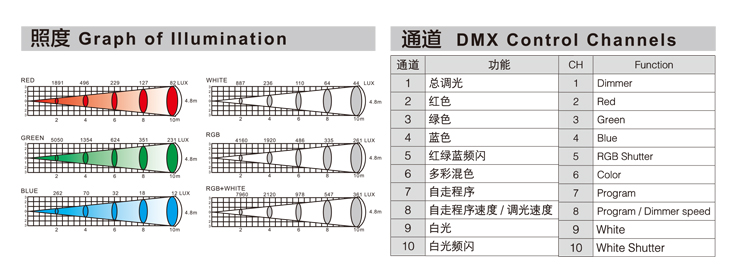 照度 Graph of Illumination
RED 1891 496 229 127 82 LUX
4.8m
2 4 6 8 10m
GREEN 5050 1354 624 351 231 LUX
4.8m
2 4 6 8 10m
BLUE 262 70 32 18 12 LUX
4.8m
2 4 6 8 10m
WHITE 887 236 110 64 44 LUX
4.8m
2 4 6 8 10m
RGB 4180 1920 486 335 261 LUX
4.8m
2 4 6 8 10m
RGB+WHITE 7960 2120 978 547 361 LUX
4.8m
2 4 6 8 10m
通道 DMX Control Channels
通道 功能 CH Function
1 总调光 1 Dimmer
2 红色 2 Red
3 绿色 3 Green
4 蓝色 4 Blue
5 红绿蓝频闪 5 RGB Shutter
6 多彩混色 6 Color
7 自走程序 7 Program
8 自走程序速度 / 调光速度 8 Program / Dimmer speed
9 白光 9 White
10 白光频闪 10 White Shutter